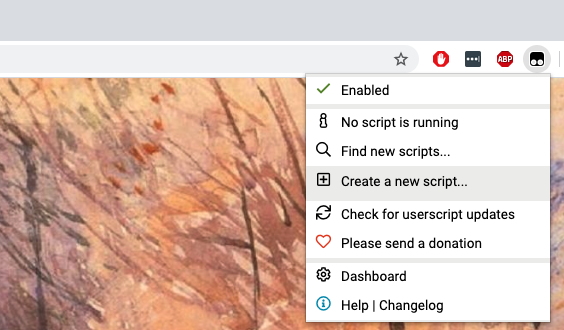 ABP
Enabled
No script is running
Find new scripts...
Create a new script...
Check for userscript updates
Please send a donation
Dashboard
Help | Changelog